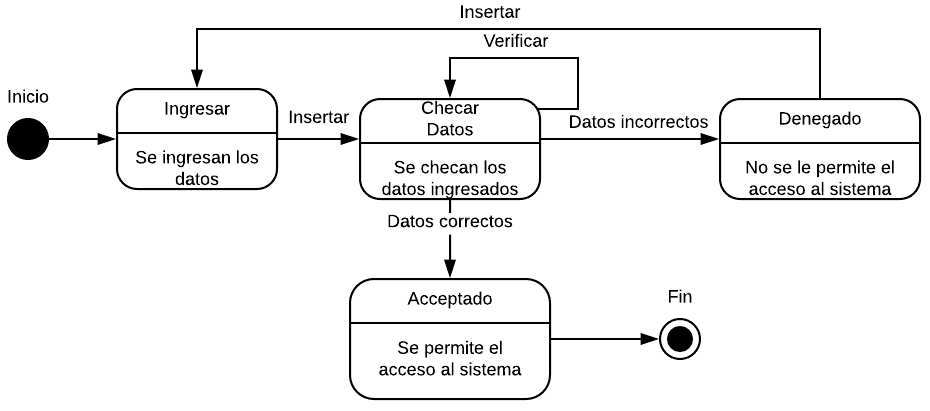 Insertar
Verificar
Inicio
Ingresar
Se ingresan los
datos
Insertar
Checar
Datos
Se checan los
datos ingresados
Datos incorrectos
Denegado
No se le permite el
acceso al sistema
Datos correctos
Acceptado
Se permite el
acceso al sistema
Fin